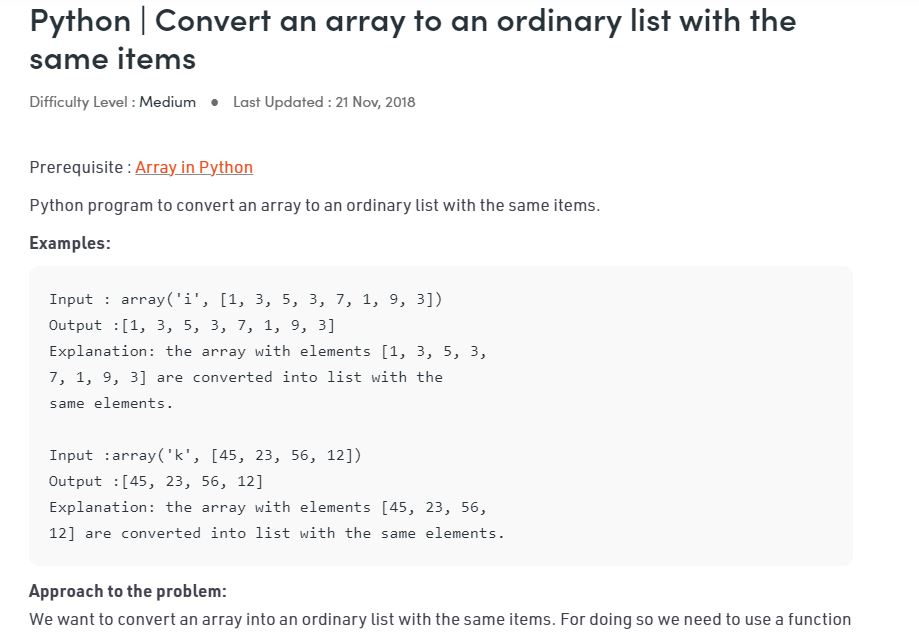 Python | Convert an array to an ordinary list with the
same items
Difficulty Level : Medium ● Last Updated : 21 Nov, 2018
Prerequisite : Array in Python
Python program to convert an array to an ordinary list with the same items.
Examples:
Input : array('i', [1, 3, 5, 3, 7, 1, 9, 3])
Output :[1, 3, 5, 3, 7, 1, 9, 3]
Explanation: the array with elements [1, 3, 5, 3,
7, 1, 9, 3] are converted into list with the
same elements.
Input :array('k', [45, 23, 56, 12])
Output :[45, 23, 56, 12]
Explanation: the array with elements [45, 23, 56,
12] are converted into list with the same elements.
Approach to the problem:
We want to convert an array into an ordinary list with the same items. For doing so we need to use a function